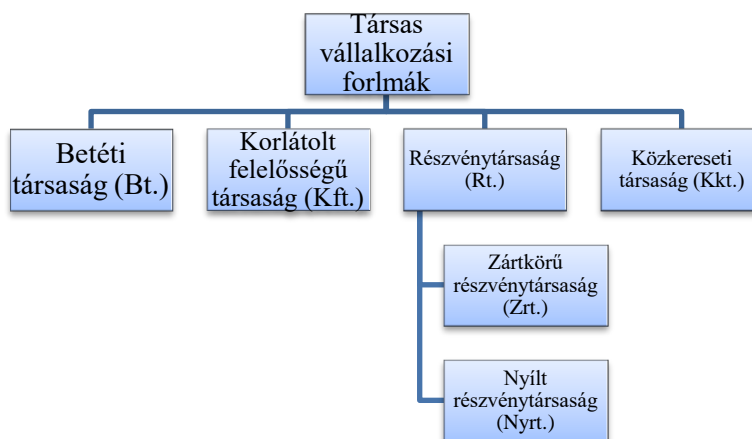 Társas
vállalkozási
forlmák
Betéti
társaság (Bt.)
Korlátolt
felelősségű
társaság (Kft.)
Részvénytársaság
(Rt.)
Közkereseti
társaság (Kkt.)
Zártkörű
részvénytársaság
(Zrt.)
Nyílt
részvénytársaság
(Nyrt.)